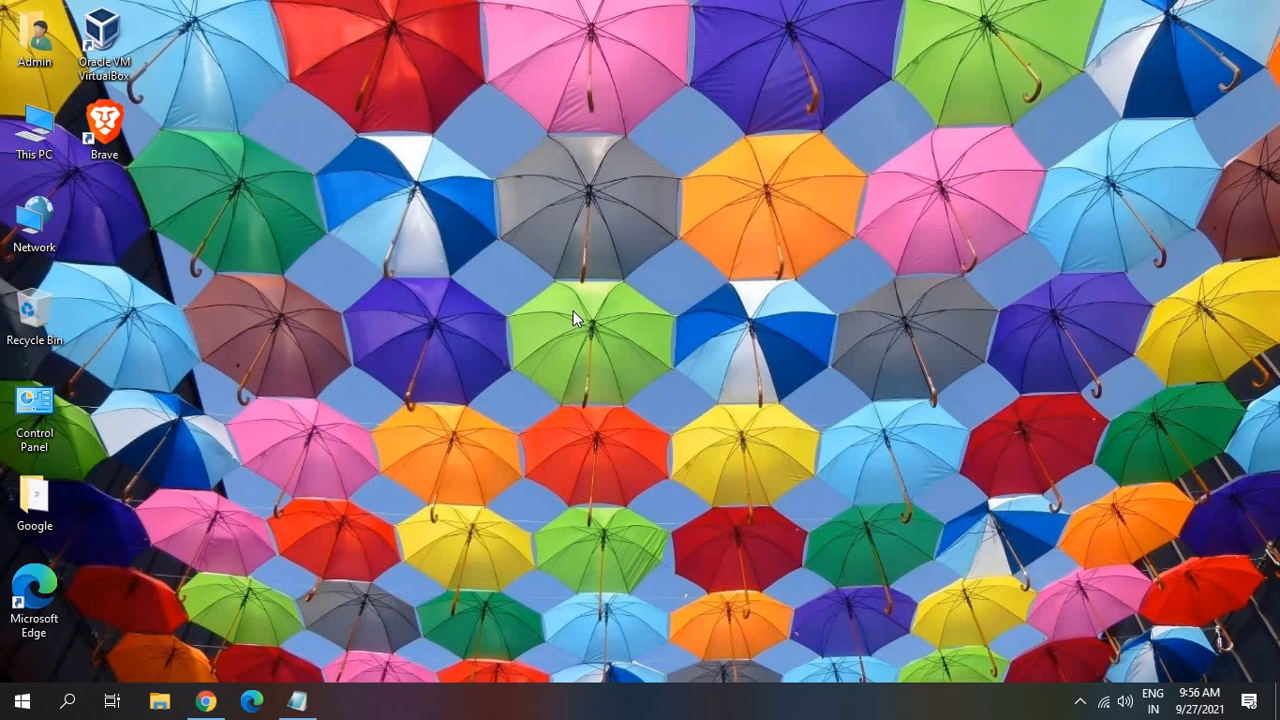 Admin
Oracle VM
VirtualBox
This PC
Brave
Network
Recycle Bin
Control
Panel
Google
Microsoft
Edge
ENG
IN
9:56 AM
9/27/2021